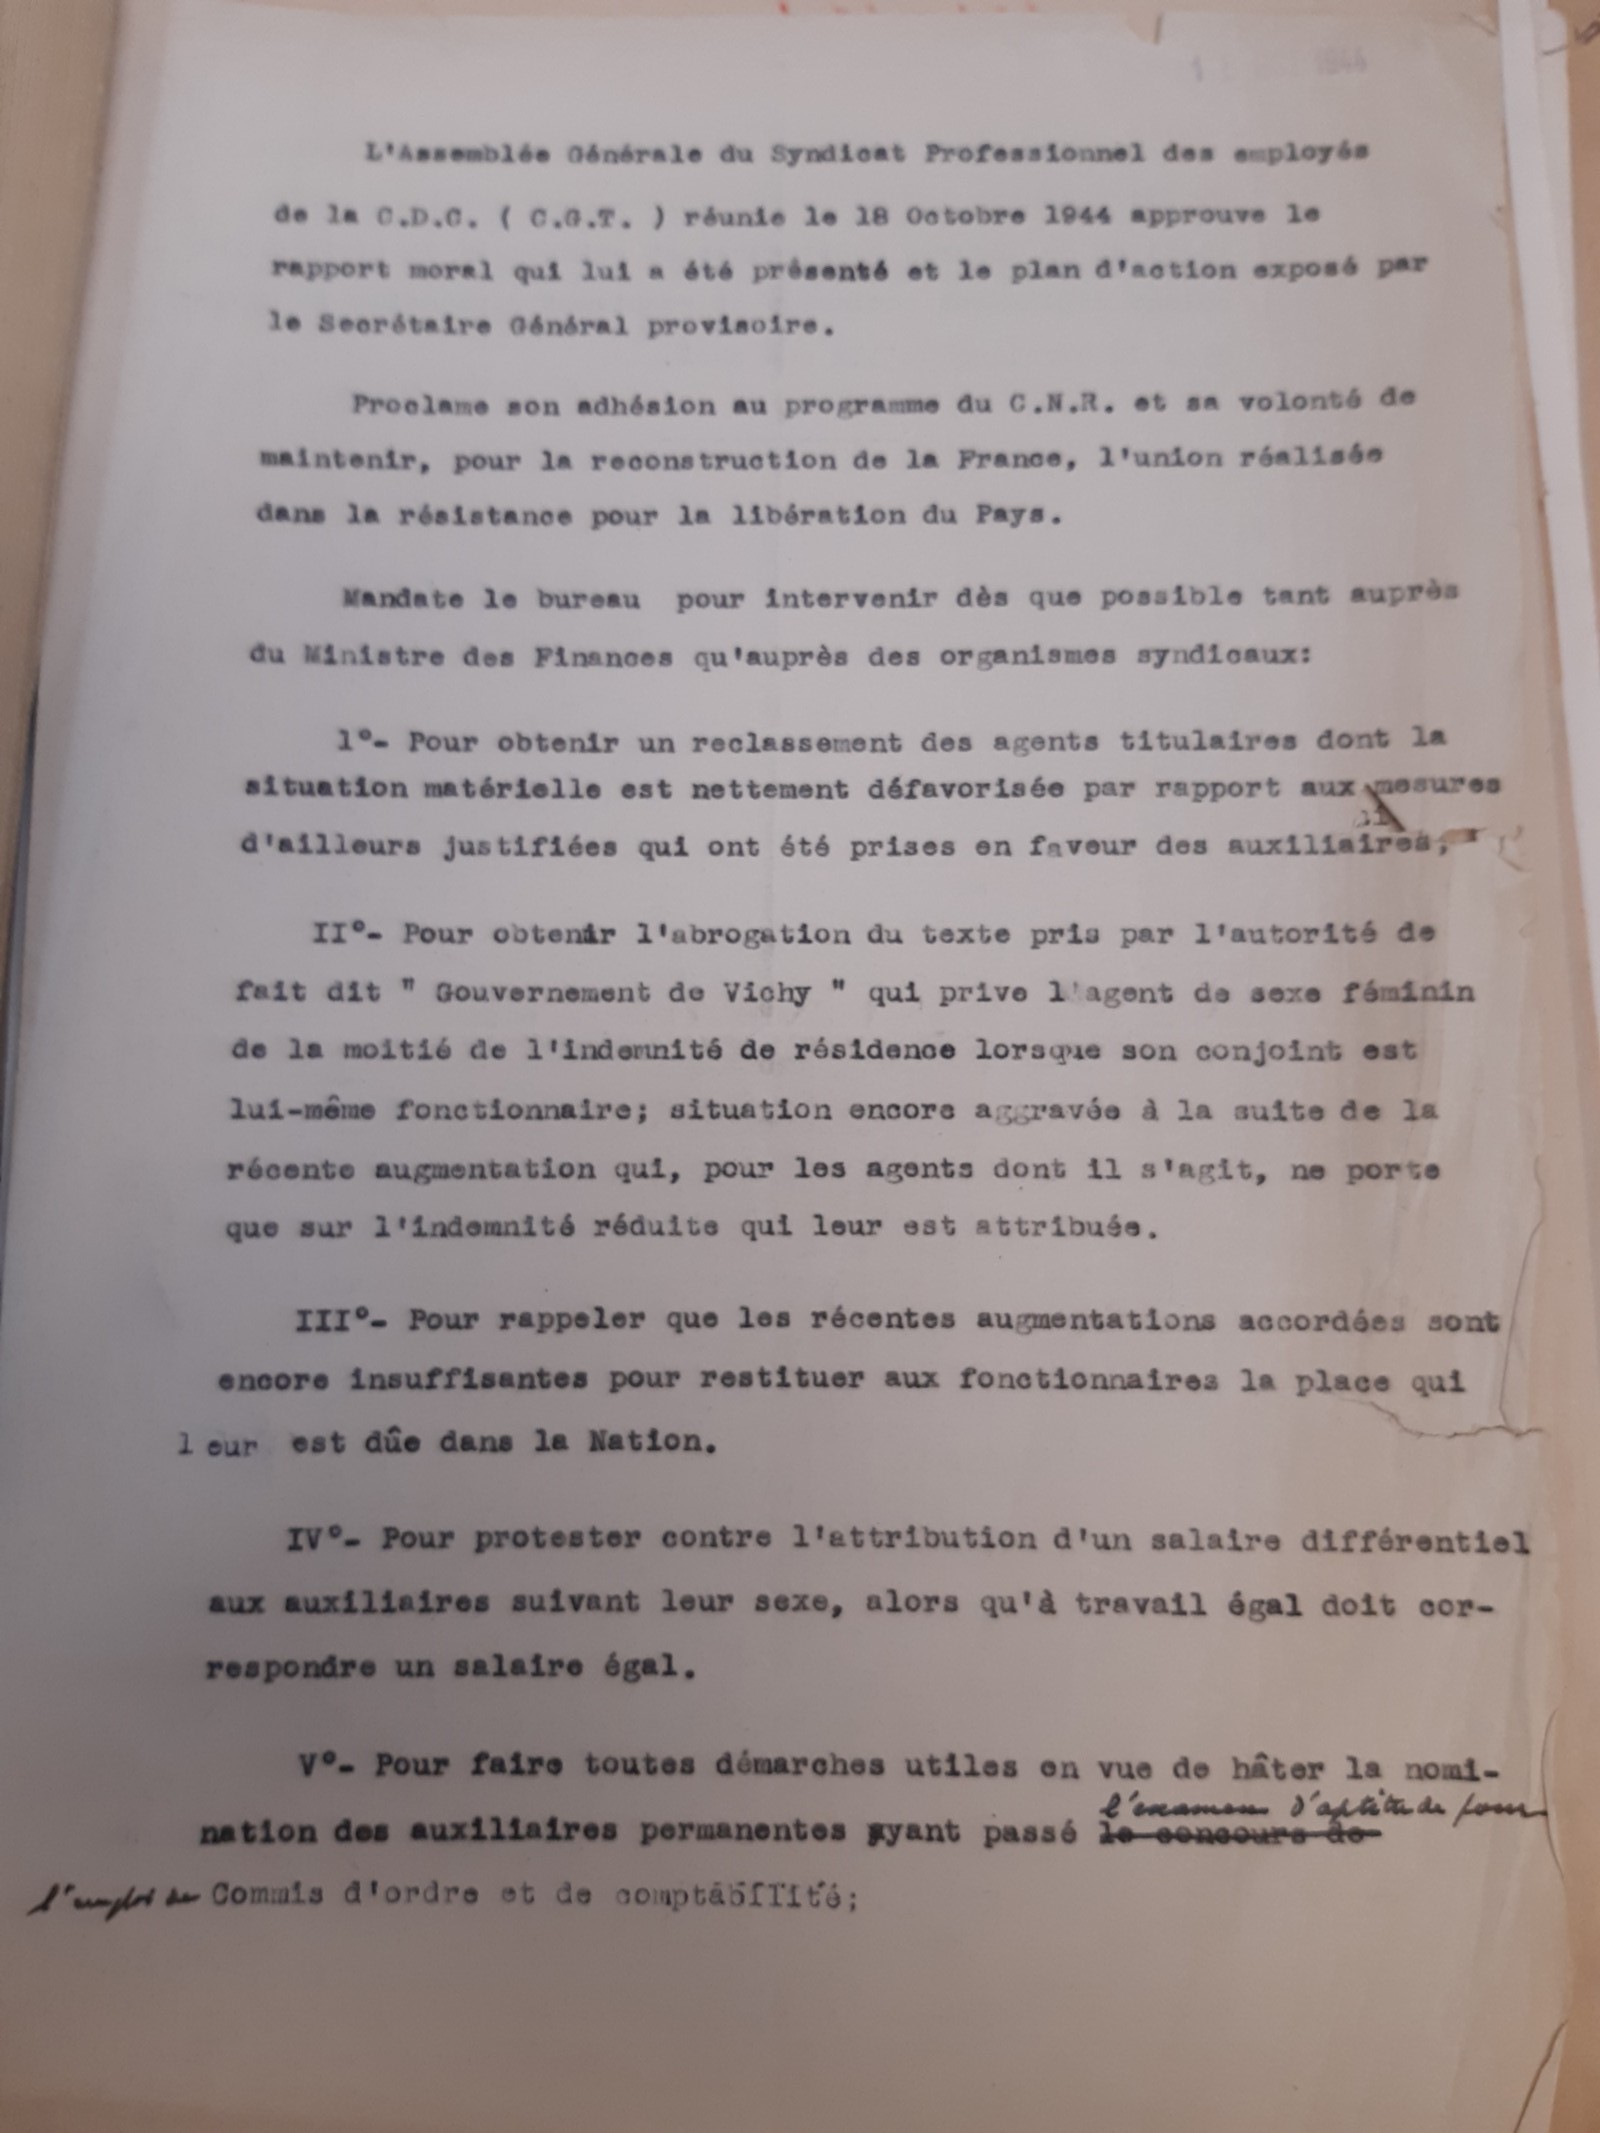 1944
L'Assemblée Générale du Syndicat Professionnel des employés
de la C.D.C. ( C.G.T. ) réunie le 18 Octobre 1944 approuve le
rapport moral qui lui a été présenté et le plan d'action exposé par
le Secrétaire Général provisoire.
Proclame son adhésion au programme du C.N.R. et sa volonté de
maintenir, pour la reconstruction de la France, l'union réalisée
dans la résistance pour la libération du Pays.
Mandate le bureau pour intervenir dès que possible tant auprès
du Ministre des Finances qu'auprès des organismes syndicaux:
1°- Pour obtenir un reclassement des agents titulaires dont la
situation matérielle est nettement défavorisée par rapport aux mesures
d'ailleurs justifiées qui ont été prises en faveur des auxiliaires;
II°- Pour obtenir l'abrogation du texte pris par l'autorité de
fait dit " Gouvernement de Vichy " qui prive l'agent de sexe féminin
de la moitié de l'indemnité de résidence lorsque son conjoint est
lui-même fonctionnaire; situation encore aggravée à la suite de la
récente augmentation qui, pour les agents dont il s'agit, ne porte
que sur l'indemnité réduite qui leur est attribuée.
III°- Pour rappeler que les récentes augmentations accordées sont
encore insuffisantes pour restituer aux fonctionnaires la place qui
leur est dûe dans la Nation.
IV°- Pour protester contre l'attribution d'un salaire différentiel
aux auxiliaires suivant leur sexe, alors qu'à travail égal doit cor-
respondre un salaire égal.
V°- Pour faire toutes démarches utiles en vue de hâter la nomi-
l'examen d'aptitude pour
nation des auxiliaires permanentes ayant passé le concours de
l'emploi de Commis d'ordre et de comptabilité;